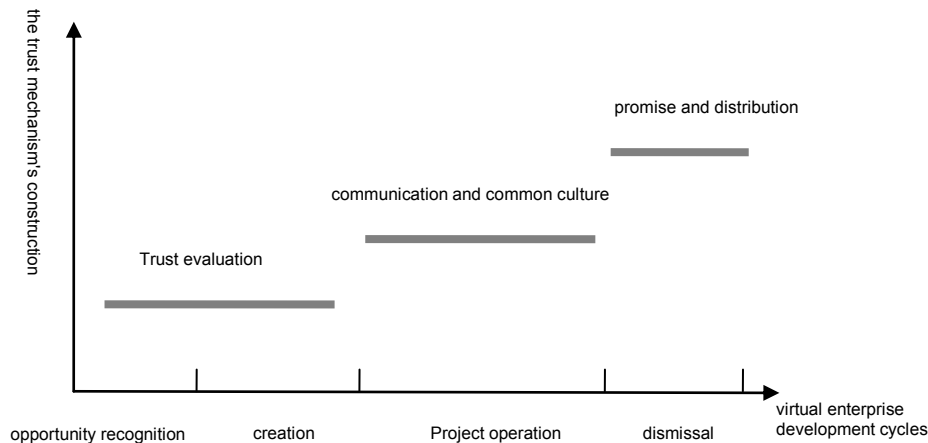 the trust mechanism's construction
promise and distribution
communication and common culture
Trust evaluation
virtual enterprise
development cycles
opportunity recognition
creation
Project operation
dismissal